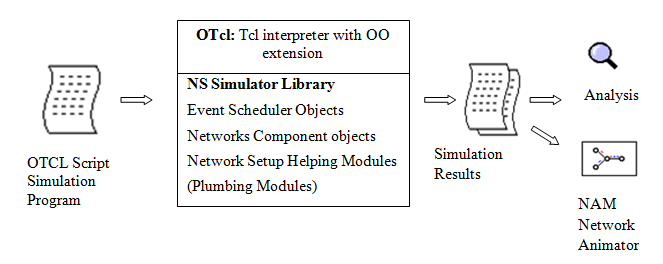 OTCL Script
Simulation
Program
OTcl: Tcl interpreter with OO
extension
NS Simulator Library
Event Scheduler Objects
Networks Component objects
Network Setup Helping Modules
(Plumbing Modules)
Simulation
Results
Analysis
NAM
Network
Animator